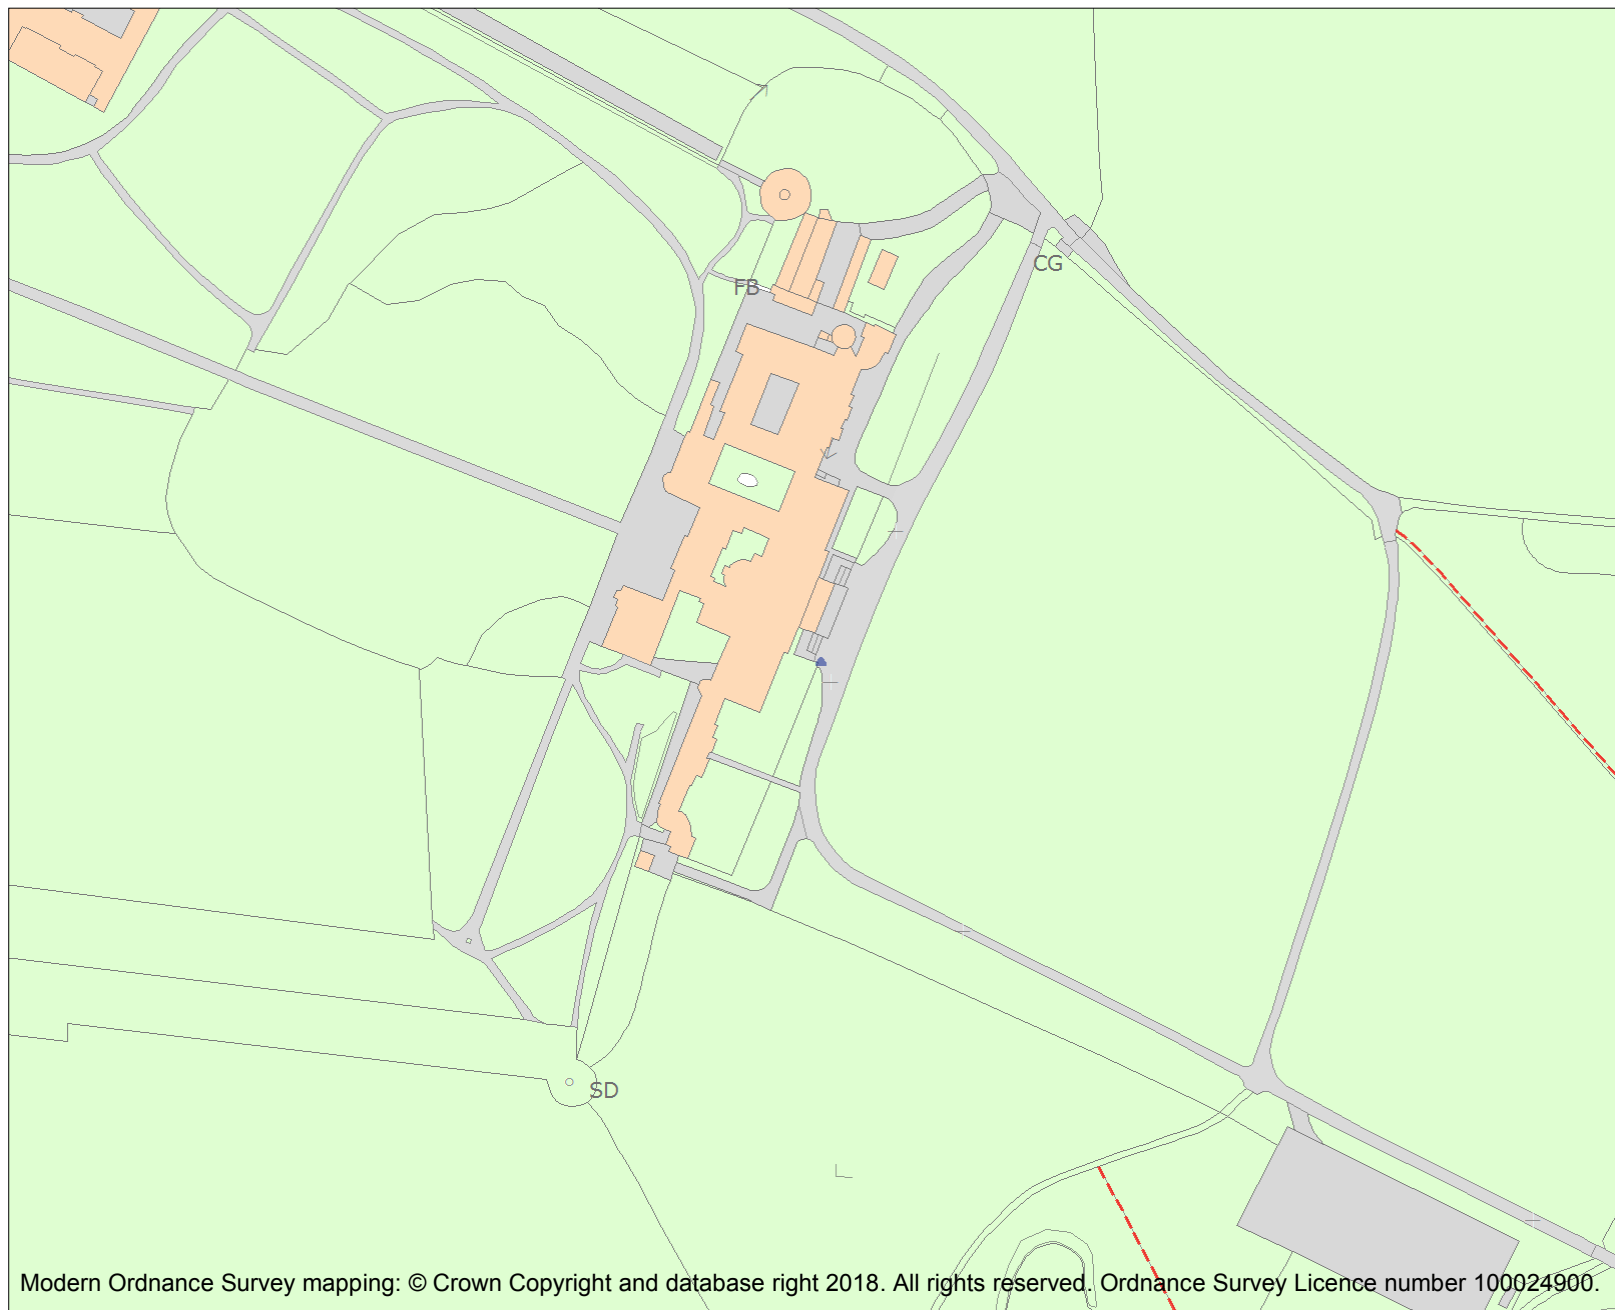 CG
FB
SD
Modern Ordnance Survey mapping: © Crown Copyright and database right 2018. All rights reserved. Ordnance Survey Licence number 100024900.